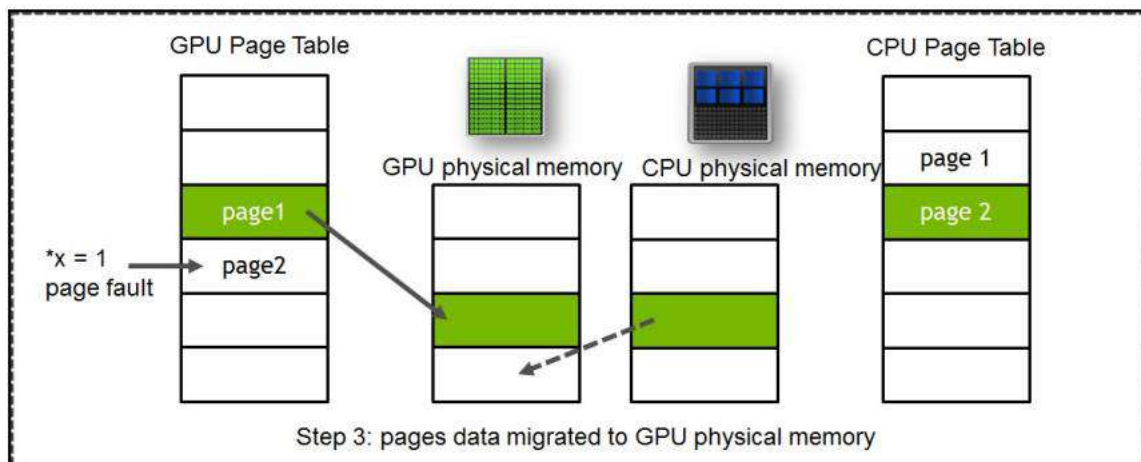 GPU Page Table
CPU Page Table
GPU physical memory
CPU physical memory
page1
page2
*x = 1
page fault
page 1
page 2
Step 3: pages data migrated to GPU physical memory